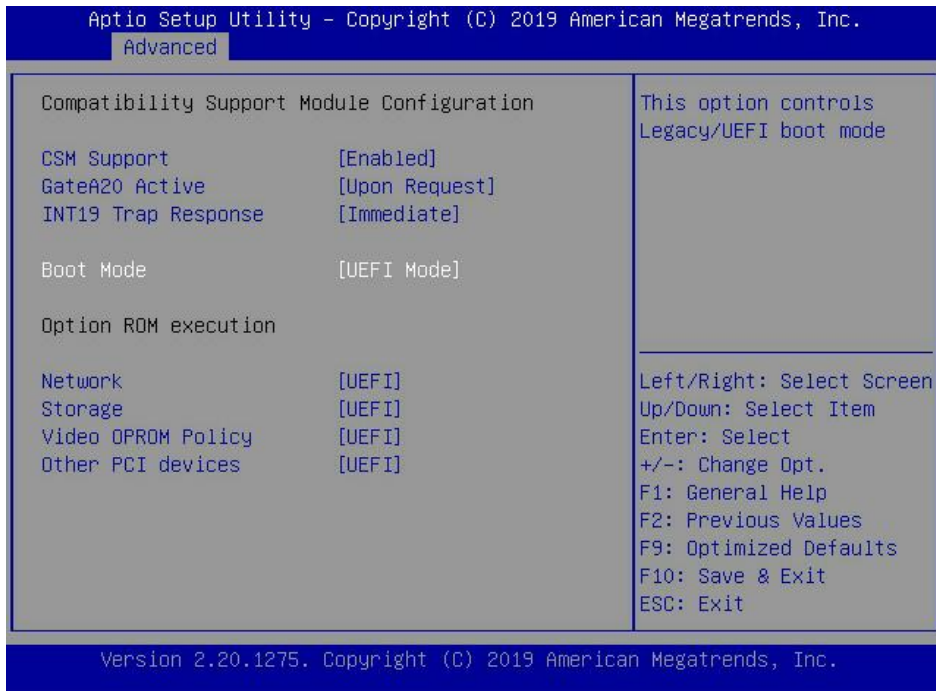 Aptio Setup Utility – Copyright (C) 2019 American Megatrends, Inc.
Advanced
Compatibility Support Module Configuration
CSM Support [Enabled]
GateA20 Active [Upon Request]
INT19 Trap Response [Immediate]
Boot Mode [UEFI Mode]
Option ROM execution
Network [UEFI]
Storage [UEFI]
Video OPROM Policy [UEFI]
Other PCI devices [UEFI]
This option controls
Legacy/UEFI boot mode
Left/Right: Select Screen
Up/Down: Select Item
Enter: Select
+/-: Change Opt.
F1: General Help
F2: Previous Values
F9: Optimized Defaults
F10: Save & Exit
ESC: Exit
Version 2.20.1275. Copyright (C) 2019 American Megatrends, Inc.